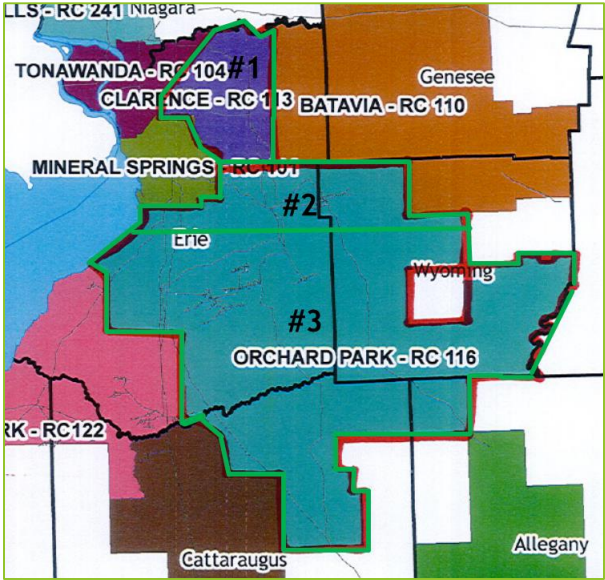 LLS - RC 241
Niagara
TONAWANDA - RC 104
#1
Genesee
CLARENCE - RC 113
BATAVIA - RC 110
MINERAL SPRINGS - RC 101
#2
Erie
Wyoming
#3
ORCHARD PARK - RC 116
RK - RC122
Cattaraugus
Allegany